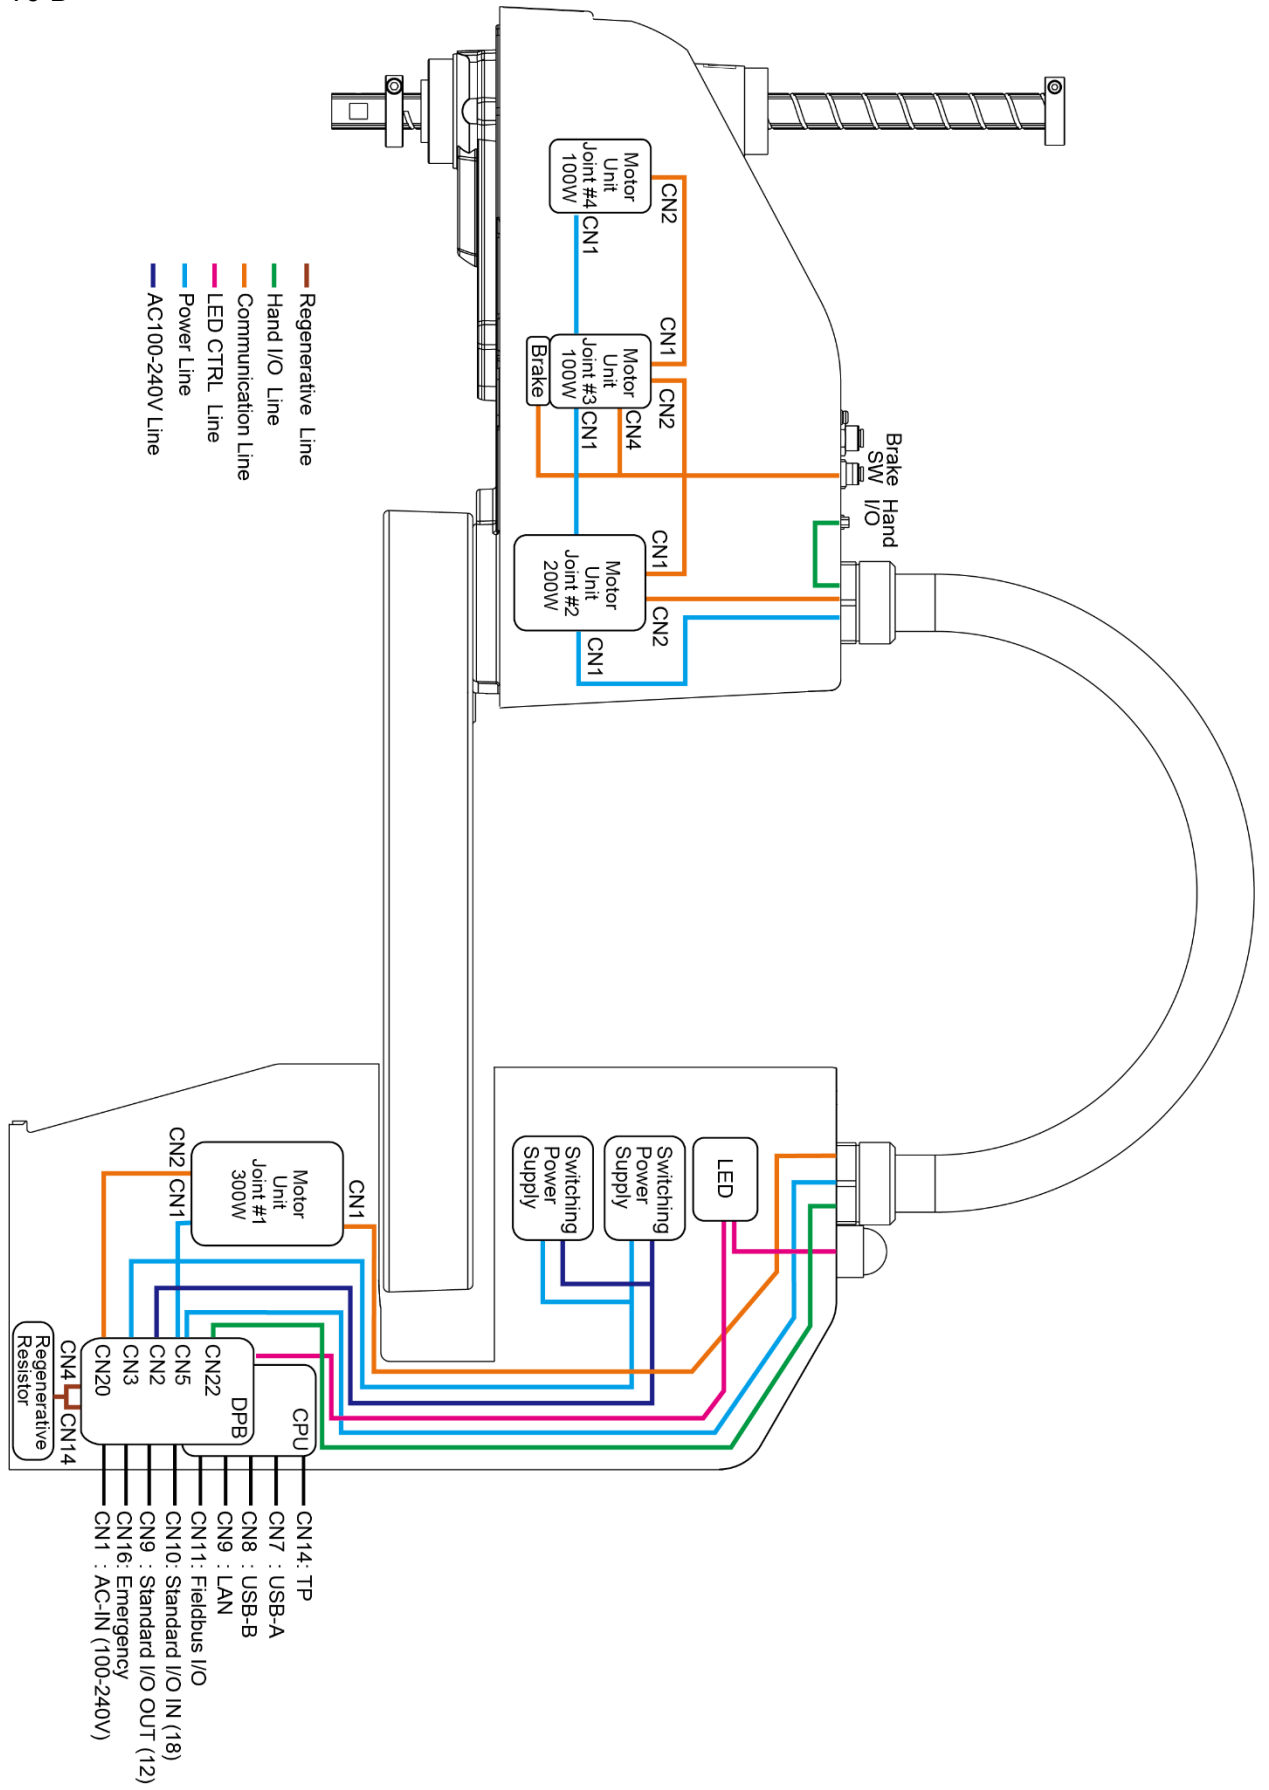 Motor
Unit
Joint #4
100W
CN2
CN1
CN1
Motor
Unit
Joint #3
100W
Brake
CN2
CN4
CN1
Brake
SW
Hand
I/O
CN1
Motor
Unit
Joint #2
200W
CN2
CN1
Regenerative Line
Hand I/O Line
Communication Line
LED CTRL Line
Power Line
AC100-240V Line
LED
Switching
Power
Supply
Switching
Power
Supply
CN1
Motor
Unit
Joint #1
300W
CN2
CN1
CN22
CN5
CN2
CN3
CN20
DPB
CPU
CN4
CN14
Regenerative
Resistor
CN14: TP
CN7 : USB-A
CN8 : USB-B
CN9 : LAN
CN11: Fieldbus I/O
CN10: Standard I/O IN (18)
CN9 : Standard I/O OUT (12)
CN16: Emergency
CN1 : AC-IN (100-240V)